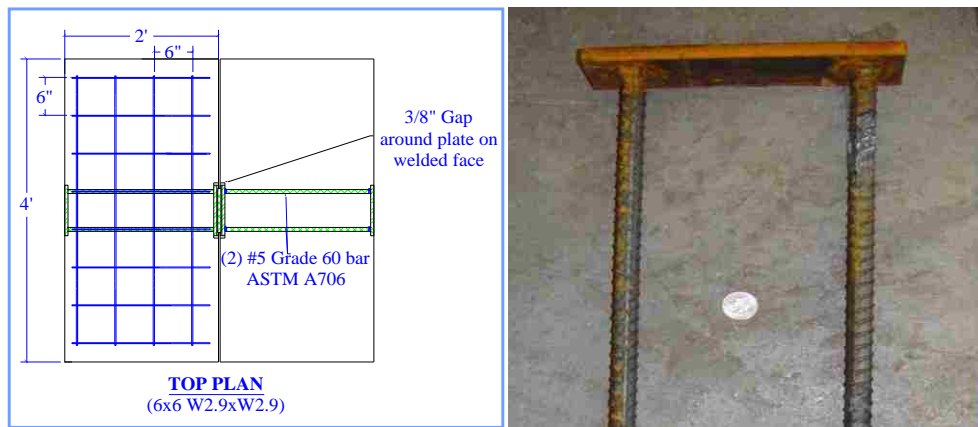 2'
6"
6"
3/8" Gap
around plate on
welded face
4'
(2) #5 Grade 60 bar
ASTM A706
TOP PLAN
(6x6 W2.9xW2.9)